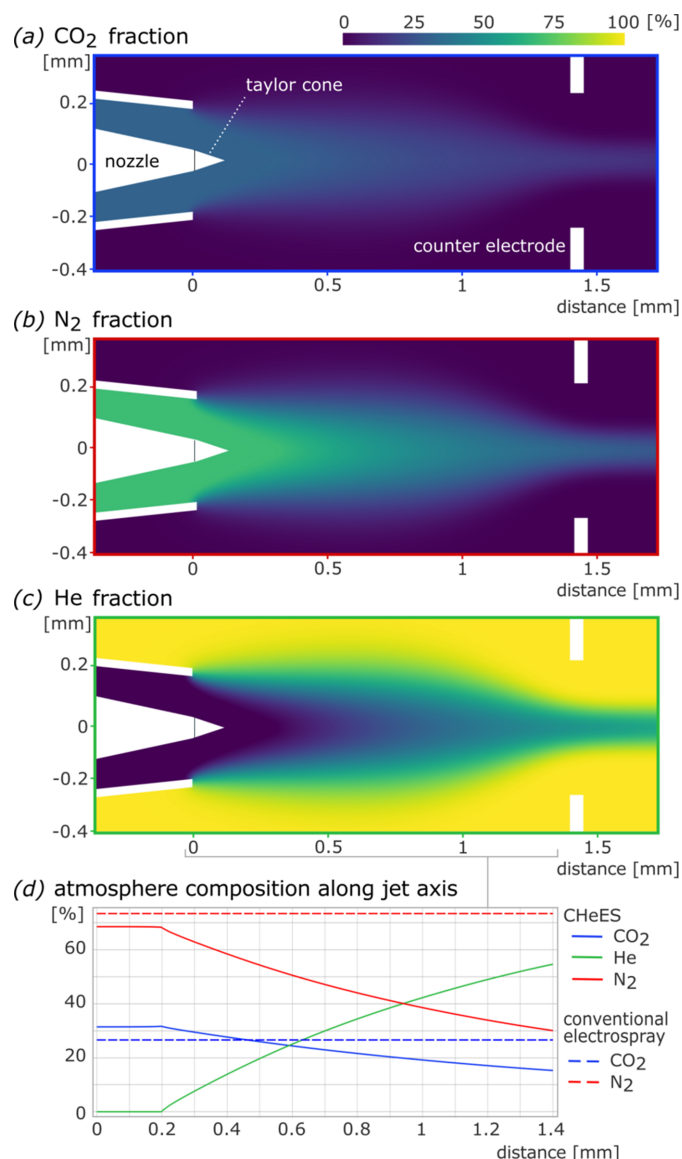 (a) CO2 fraction
0 25 50 75 100 [%]
[mm]
0.2
0
-0.2
-0.4
taylor cone
nozzle
counter electrode
0 0.5 1 1.5
distance [mm]
(b) N2 fraction
[mm]
0.2
0
-0.2
-0.4
0 0.5 1 1.5
distance [mm]
(c) He fraction
[mm]
0.2
0
-0.2
-0.4
0 0.5 1 1.5
distance [mm]
(d) atmosphere composition along jet axis
[%]
60
40
20
0
0 0.2 0.4 0.6 0.8 1 1.2 1.4
distance [mm]
CHeES
CO2
He
N2
conventional
electrospray
CO2
N2